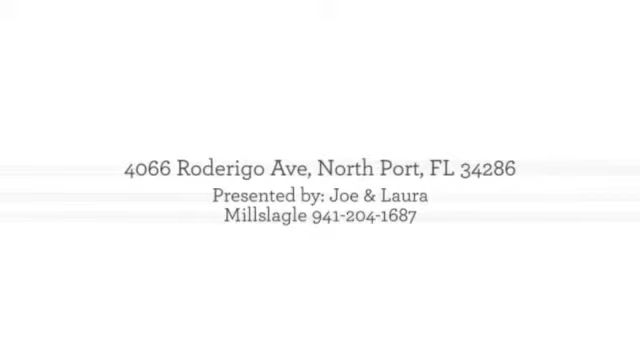 4066 Roderigo Ave, North Port, FL 34286
Presented by: Joe & Laura
Millslagle 941-204-1687